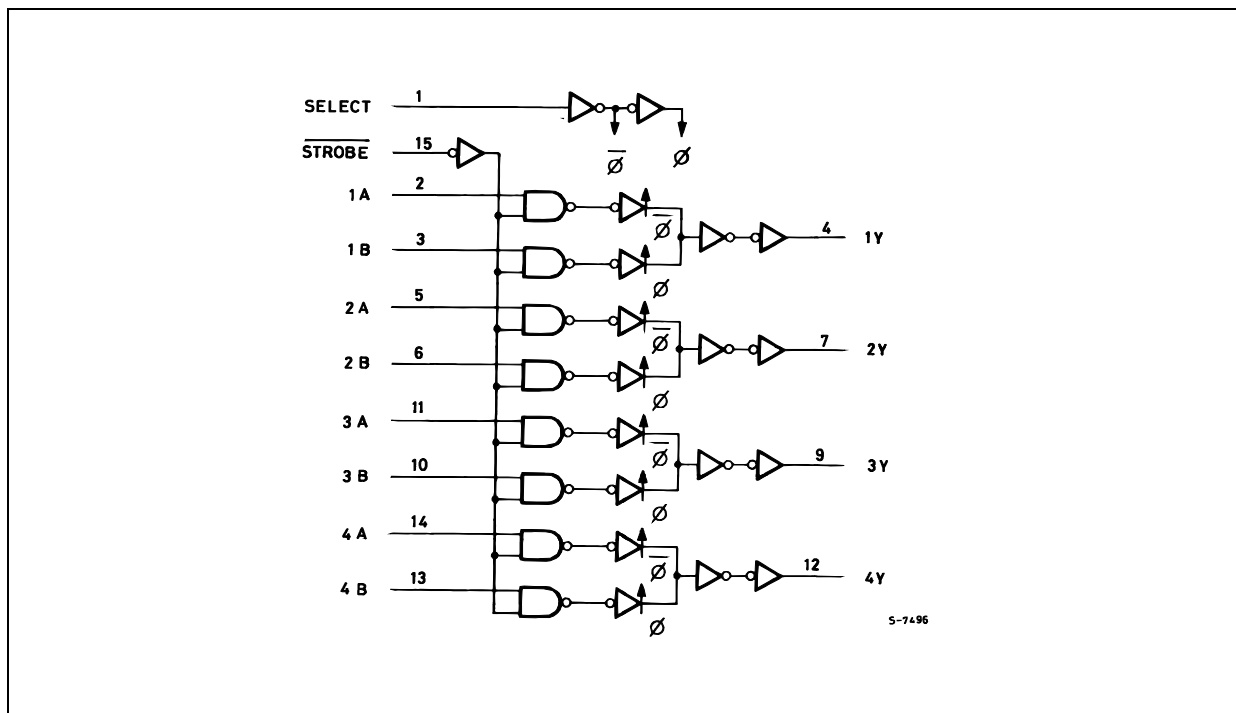 SELECT 1
S̅T̅R̅O̅B̅E̅ 15
∅̅ ∅
1A 2
∅̅
4 1Y
1B 3
∅
2A 5
∅̅
7 2Y
2B 6
∅
3A 11
∅̅
9 3Y
3B 10
∅
4A 14
∅̅
12 4Y
4B 13
∅
S-7496